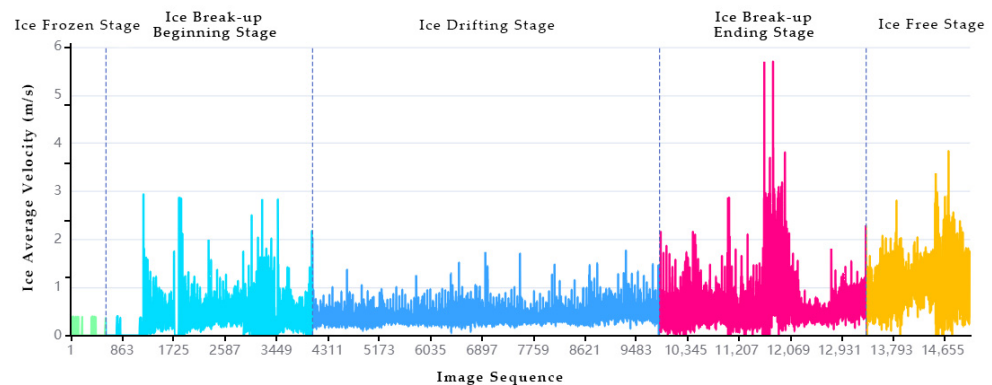 Ice Frozen Stage
Ice Break-up
Beginning Stage
Ice Drifting Stage
Ice Break-up
Ending Stage
Ice Free Stage
Ice Average Velocity (m/s)
6
5
4
3
2
1
0
1 863 1725 2587 3449 4311 5173 6035 6897 7759 8621 9483 10,345 11,207 12,069 12,931 13,793 14,655
Image Sequence